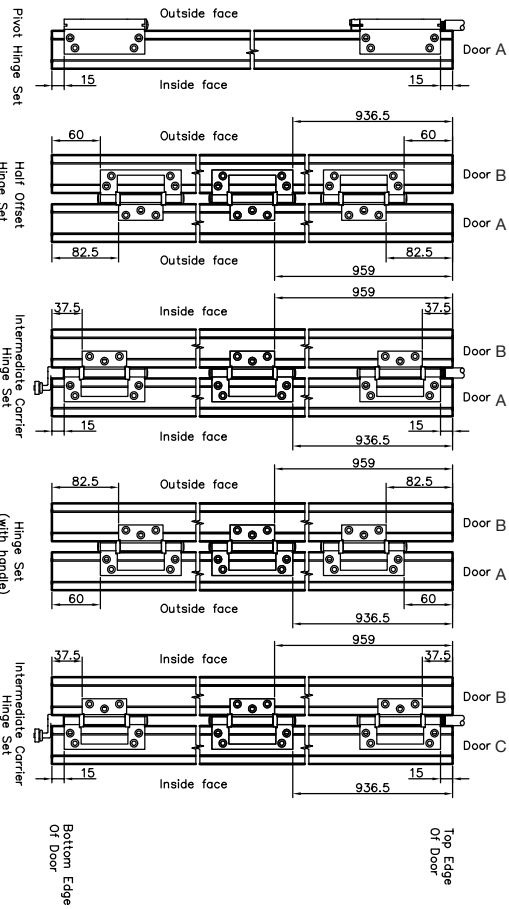 Outside face
Door A
15
Inside face
15
Pivot Hinge Set
936.5
60
Outside face
60
Door B
Door A
82.5
Outside face
82.5
959
Half Offset
Hinge Set
959
37.5
Inside face
37.5
Door B
Door A
15
Inside face
15
936.5
Intermediate Carrier
Hinge Set
959
82.5
Outside face
82.5
Door B
Door A
60
Outside face
60
936.5
Hinge Set
(with handle)
959
37.5
Inside face
37.5
Door B
Door C
15
Inside face
15
936.5
Intermediate Carrier
Hinge Set
Bottom Edge
Of Door
Top Edge
Of Door